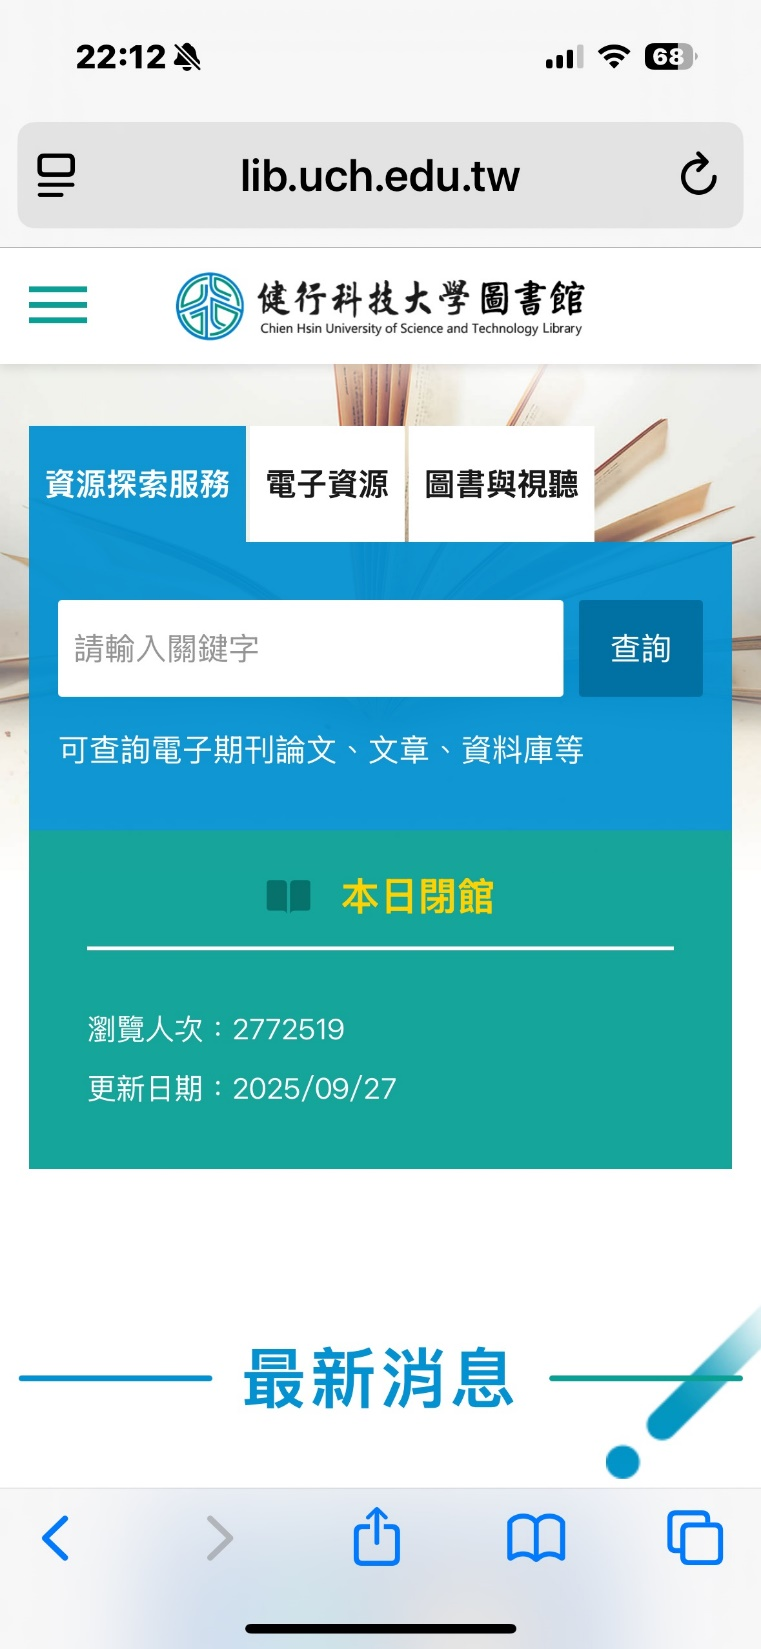 22:12
68
lib.uch.edu.tw
健行科技大學圖書館
Chien Hsin University of Science and Technology Library
資源探索服務
電子資源
圖書與視聽
請輸入關鍵字
查詢
可查詢電子期刊論文、文章、資料庫等
本日閉館
瀏覽人次：2772519
更新日期：2025/09/27
最新消息